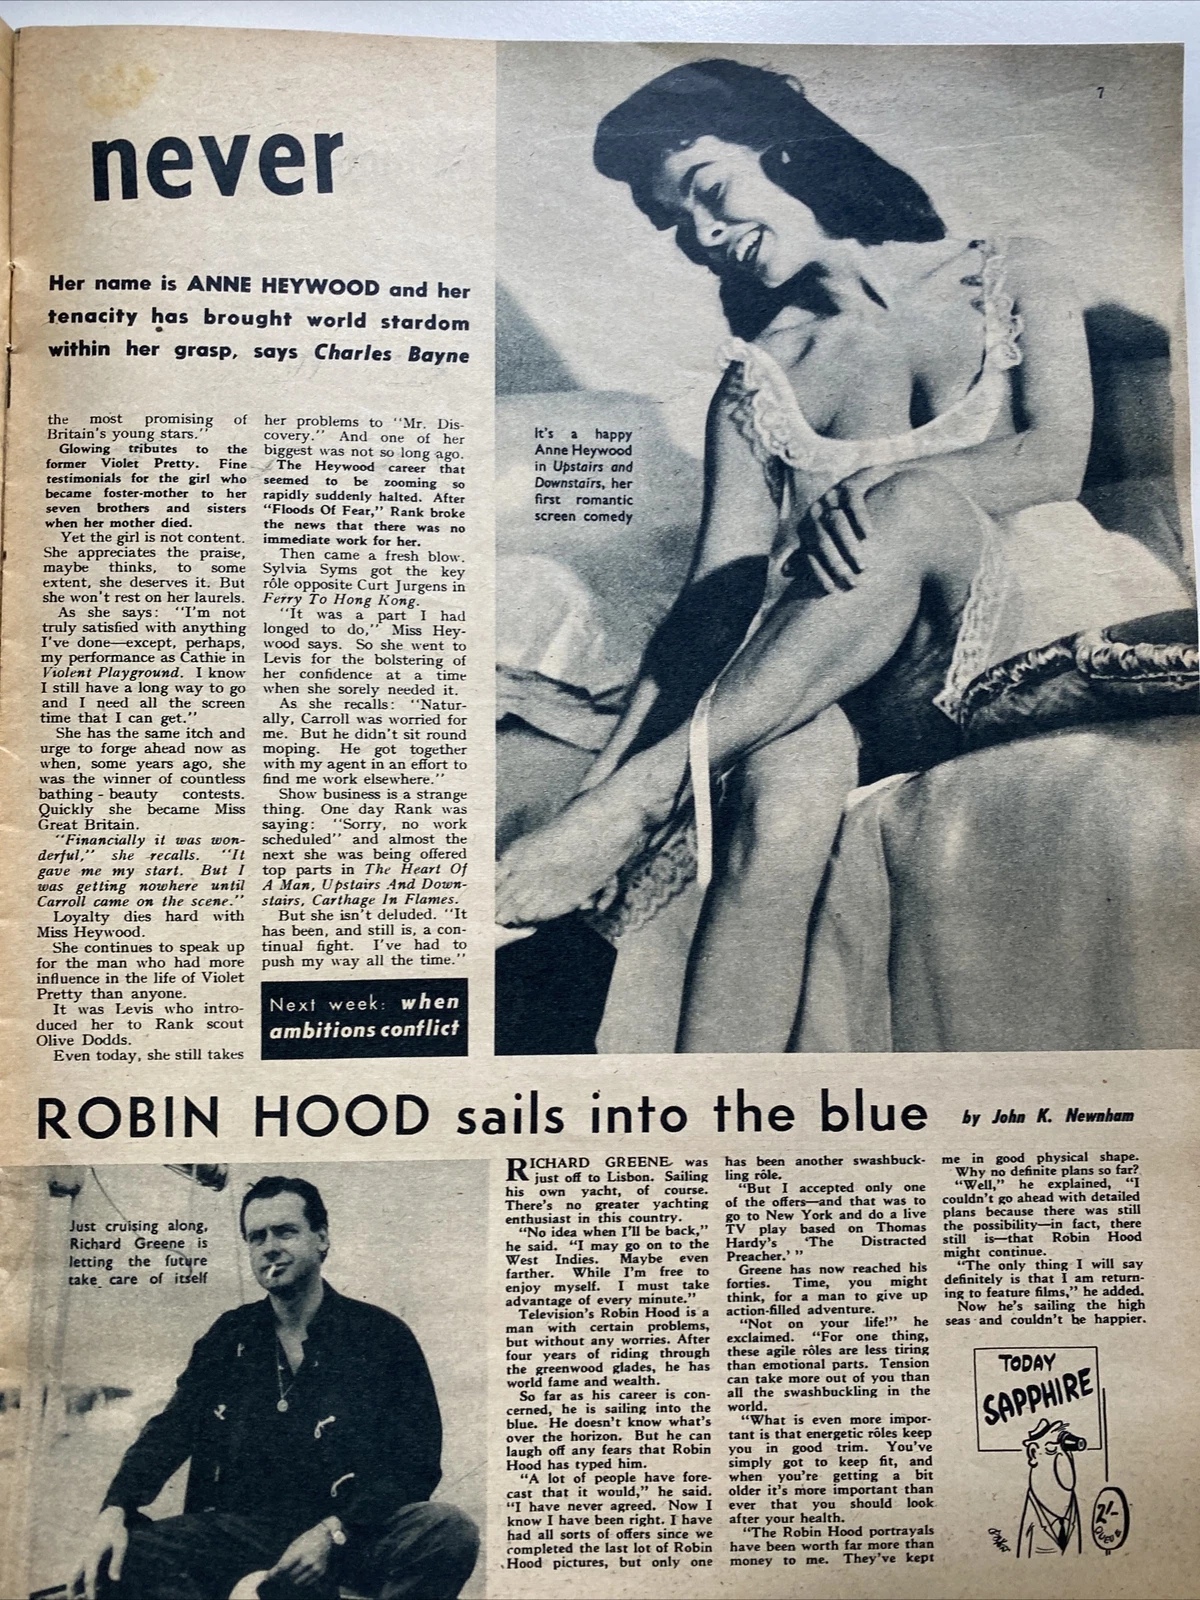 7
never
Her name is ANNE HEYWOOD and her
tenacity has brought world stardom
within her grasp, says Charles Bayne
the most promising of
Britain's young stars."
Glowing tributes to the
former Violet Pretty. Fine
testimonials for the girl who
became foster-mother to her
seven brothers and sisters
when her mother died.
Yet the girl is not content.
She appreciates the praise,
maybe thinks, to some
extent, she deserves it. But
she won't rest on her laurels.
As she says: "I'm not
truly satisfied with anything
I've done—except, perhaps,
my performance as Cathie in
Violent Playground. I know
I still have a long way to go
and I need all the screen
time that I can get."
She has the same itch and
urge to forge ahead now as
when, some years ago, she
was the winner of countless
bathing-beauty contests.
Quickly she became Miss
Great Britain.
"Financially it was won-
derful," she recalls. "It
gave me my start. But I
was getting nowhere until
Carroll came on the scene."
Loyalty dies hard with
Miss Heywood.
She continues to speak up
for the man who had more
influence in the life of Violet
Pretty than anyone.
It was Levis who intro-
duced her to Rank scout
Olive Dodds.
Even today, she still takes
her problems to "Mr. Dis-
covery." And one of her
biggest was not so long ago.
The Heywood career that
seemed to be zooming so
rapidly suddenly halted. After
"Floods Of Fear," Rank broke
the news that there was no
immediate work for her.
Then came a fresh blow.
Sylvia Syms got the key
rôle opposite Curt Jurgens in
Ferry To Hong Kong.
"It was a part I had
longed to do," Miss Hey-
wood says. So she went to
Levis for the bolstering of
her confidence at a time
when she sorely needed it.
As she recalls: "Natur-
ally, Carroll was worried for
me. But he didn't sit round
moping. He got together
with my agent in an effort to
find me work elsewhere."
Show business is a strange
thing. One day Rank was
saying: "Sorry, no work
scheduled" and almost the
next she was being offered
top parts in The Heart Of
A Man, Upstairs And Down-
stairs, Carthage In Flames.
But she isn't deluded. "It
has been, and still is, a con-
tinual fight. I've had to
push my way all the time."
Next week: when
ambitions conflict
It's a happy
Anne Heywood
in Upstairs and
Downstairs, her
first romantic
screen comedy
ROBIN HOOD sails into the blue by John K. Newnham
Just cruising along,
Richard Greene is
letting the future
take care of itself
RICHARD GREENE was
just off to Lisbon. Sailing
his own yacht, of course.
There's no greater yachting
enthusiast in this country.
"No idea when I'll be back,"
he said. "I may go on to the
West Indies. Maybe even
farther. While I'm free to
enjoy myself. I must take
advantage of every minute."
Television's Robin Hood is a
man with certain problems,
but without any worries. After
four years of riding through
the greenwood glades, he has
world fame and wealth.
So far as his career is con-
cerned, he is sailing into the
blue. He doesn't know what's
over the horizon. But he can
laugh off any fears that Robin
Hood has typed him.
"A lot of people have fore-
cast that it would," he said.
"I have never agreed. Now I
know I have been right. I have
had all sorts of offers since we
completed the last lot of Robin
Hood pictures, but only one
has been another swashbuck-
ling rôle.
"But I accepted only one
of the offers—and that was to
go to New York and do a live
TV play based on Thomas
Hardy's 'The Distracted
Preacher.' "
Greene has now reached his
forties. Time, you might
think, for a man to give up
action-filled adventure.
"Not on your life!" he
exclaimed. "For one thing,
these agile rôles are less tiring
than emotional parts. Tension
can take more out of you than
all the swashbuckling in the
world.
"What is even more impor-
tant is that energetic rôles keep
you in good trim. You've
simply got to keep fit, and
when you're getting a bit
older it's more important than
ever that you should look
after your health.
"The Robin Hood portrayals
have been worth far more than
money to me. They've kept
me in good physical shape.
Why no definite plans so far?
"Well," he explained, "I
couldn't go ahead with detailed
plans because there was still
the possibility—in fact, there
still is—that Robin Hood
might continue.
"The only thing I will say
definitely is that I am return-
ing to feature films," he added.
Now he's sailing the high
seas and couldn't be happier.
TODAY
SAPPHIRE
2/-
QUEUE